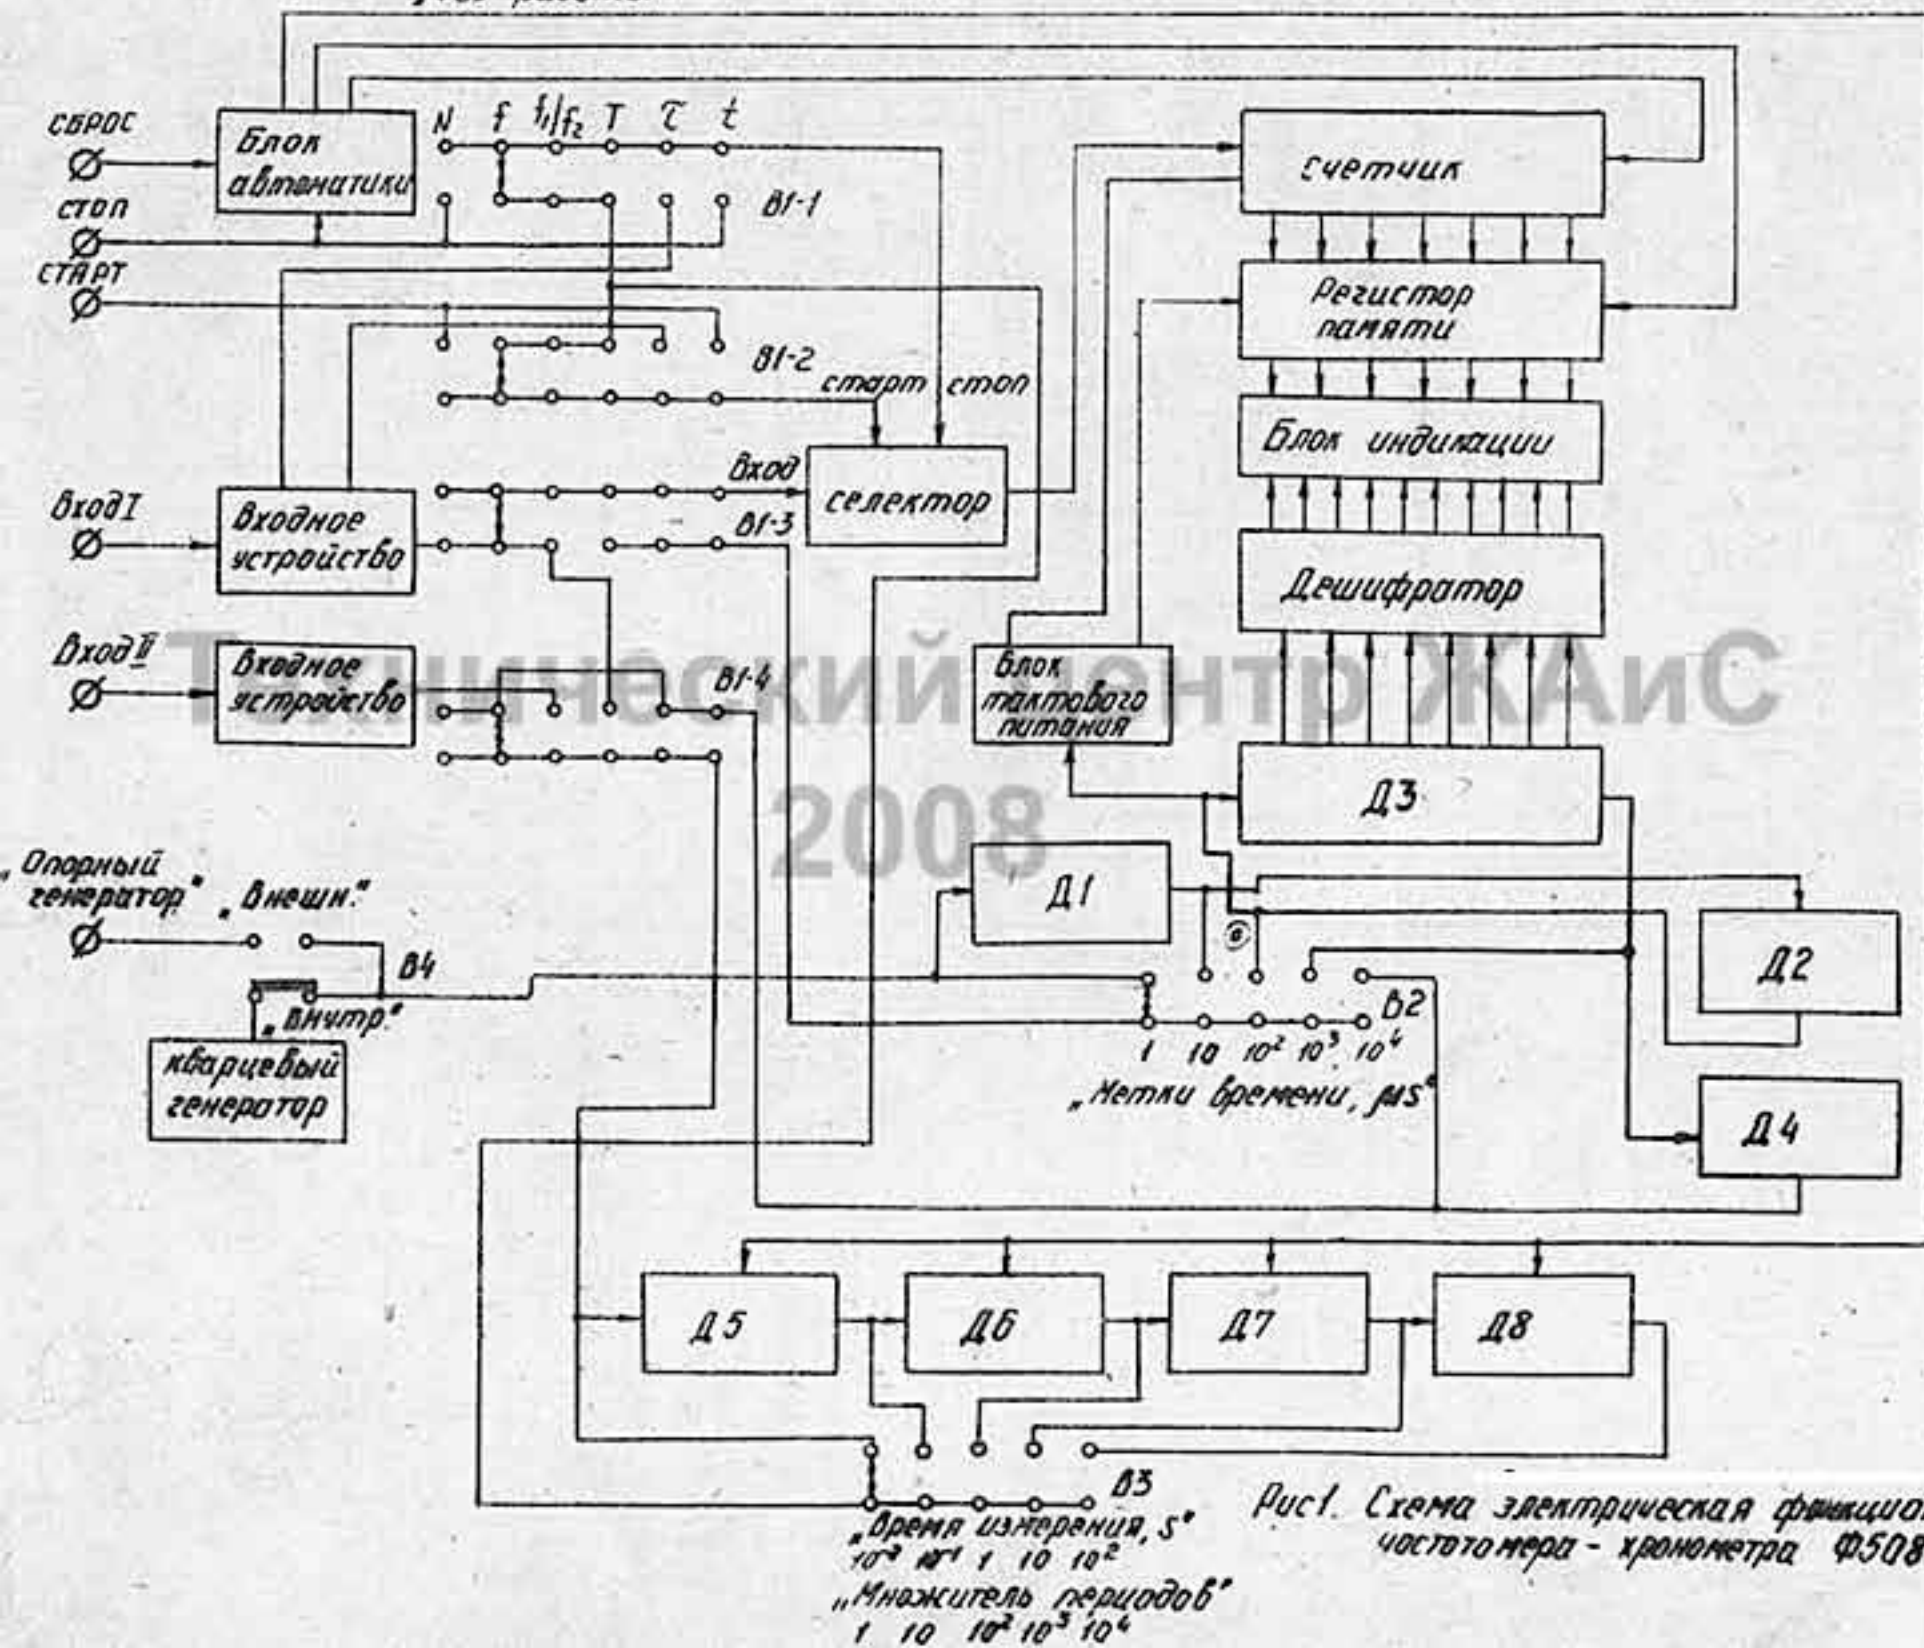 СБРОС
Блок
автоматики
N f f₁/f₂ T τ t
СТОП
В1-1
СТАРТ
Счетчик
Регистор
памяти
В1-2
старт
стоп
Блок индикации
Вход
селектор
Вход I
Входное
устройство
В1-3
Дешифратор
Вход II
Входное
устройство
В1-4
Блок
тактового
питания
Технический центр ЖАиС
2008
Д3
„Опорный
генератор"
„Внешн."
Д1
Д2
В4
„Внутр."
В2
1 10 10² 10³ 10⁴
„Метки времени, μs"
кварцевый
генератор
Д4
Д5
Д6
Д7
Д8
В3
„Время измерения, s"
10⁻² 10⁻¹ 1 10 10²
„Множитель периодов"
1 10 10² 10³ 10⁴
Рис1. Схема электрическая функцио
частотомера - хронометра Ф508